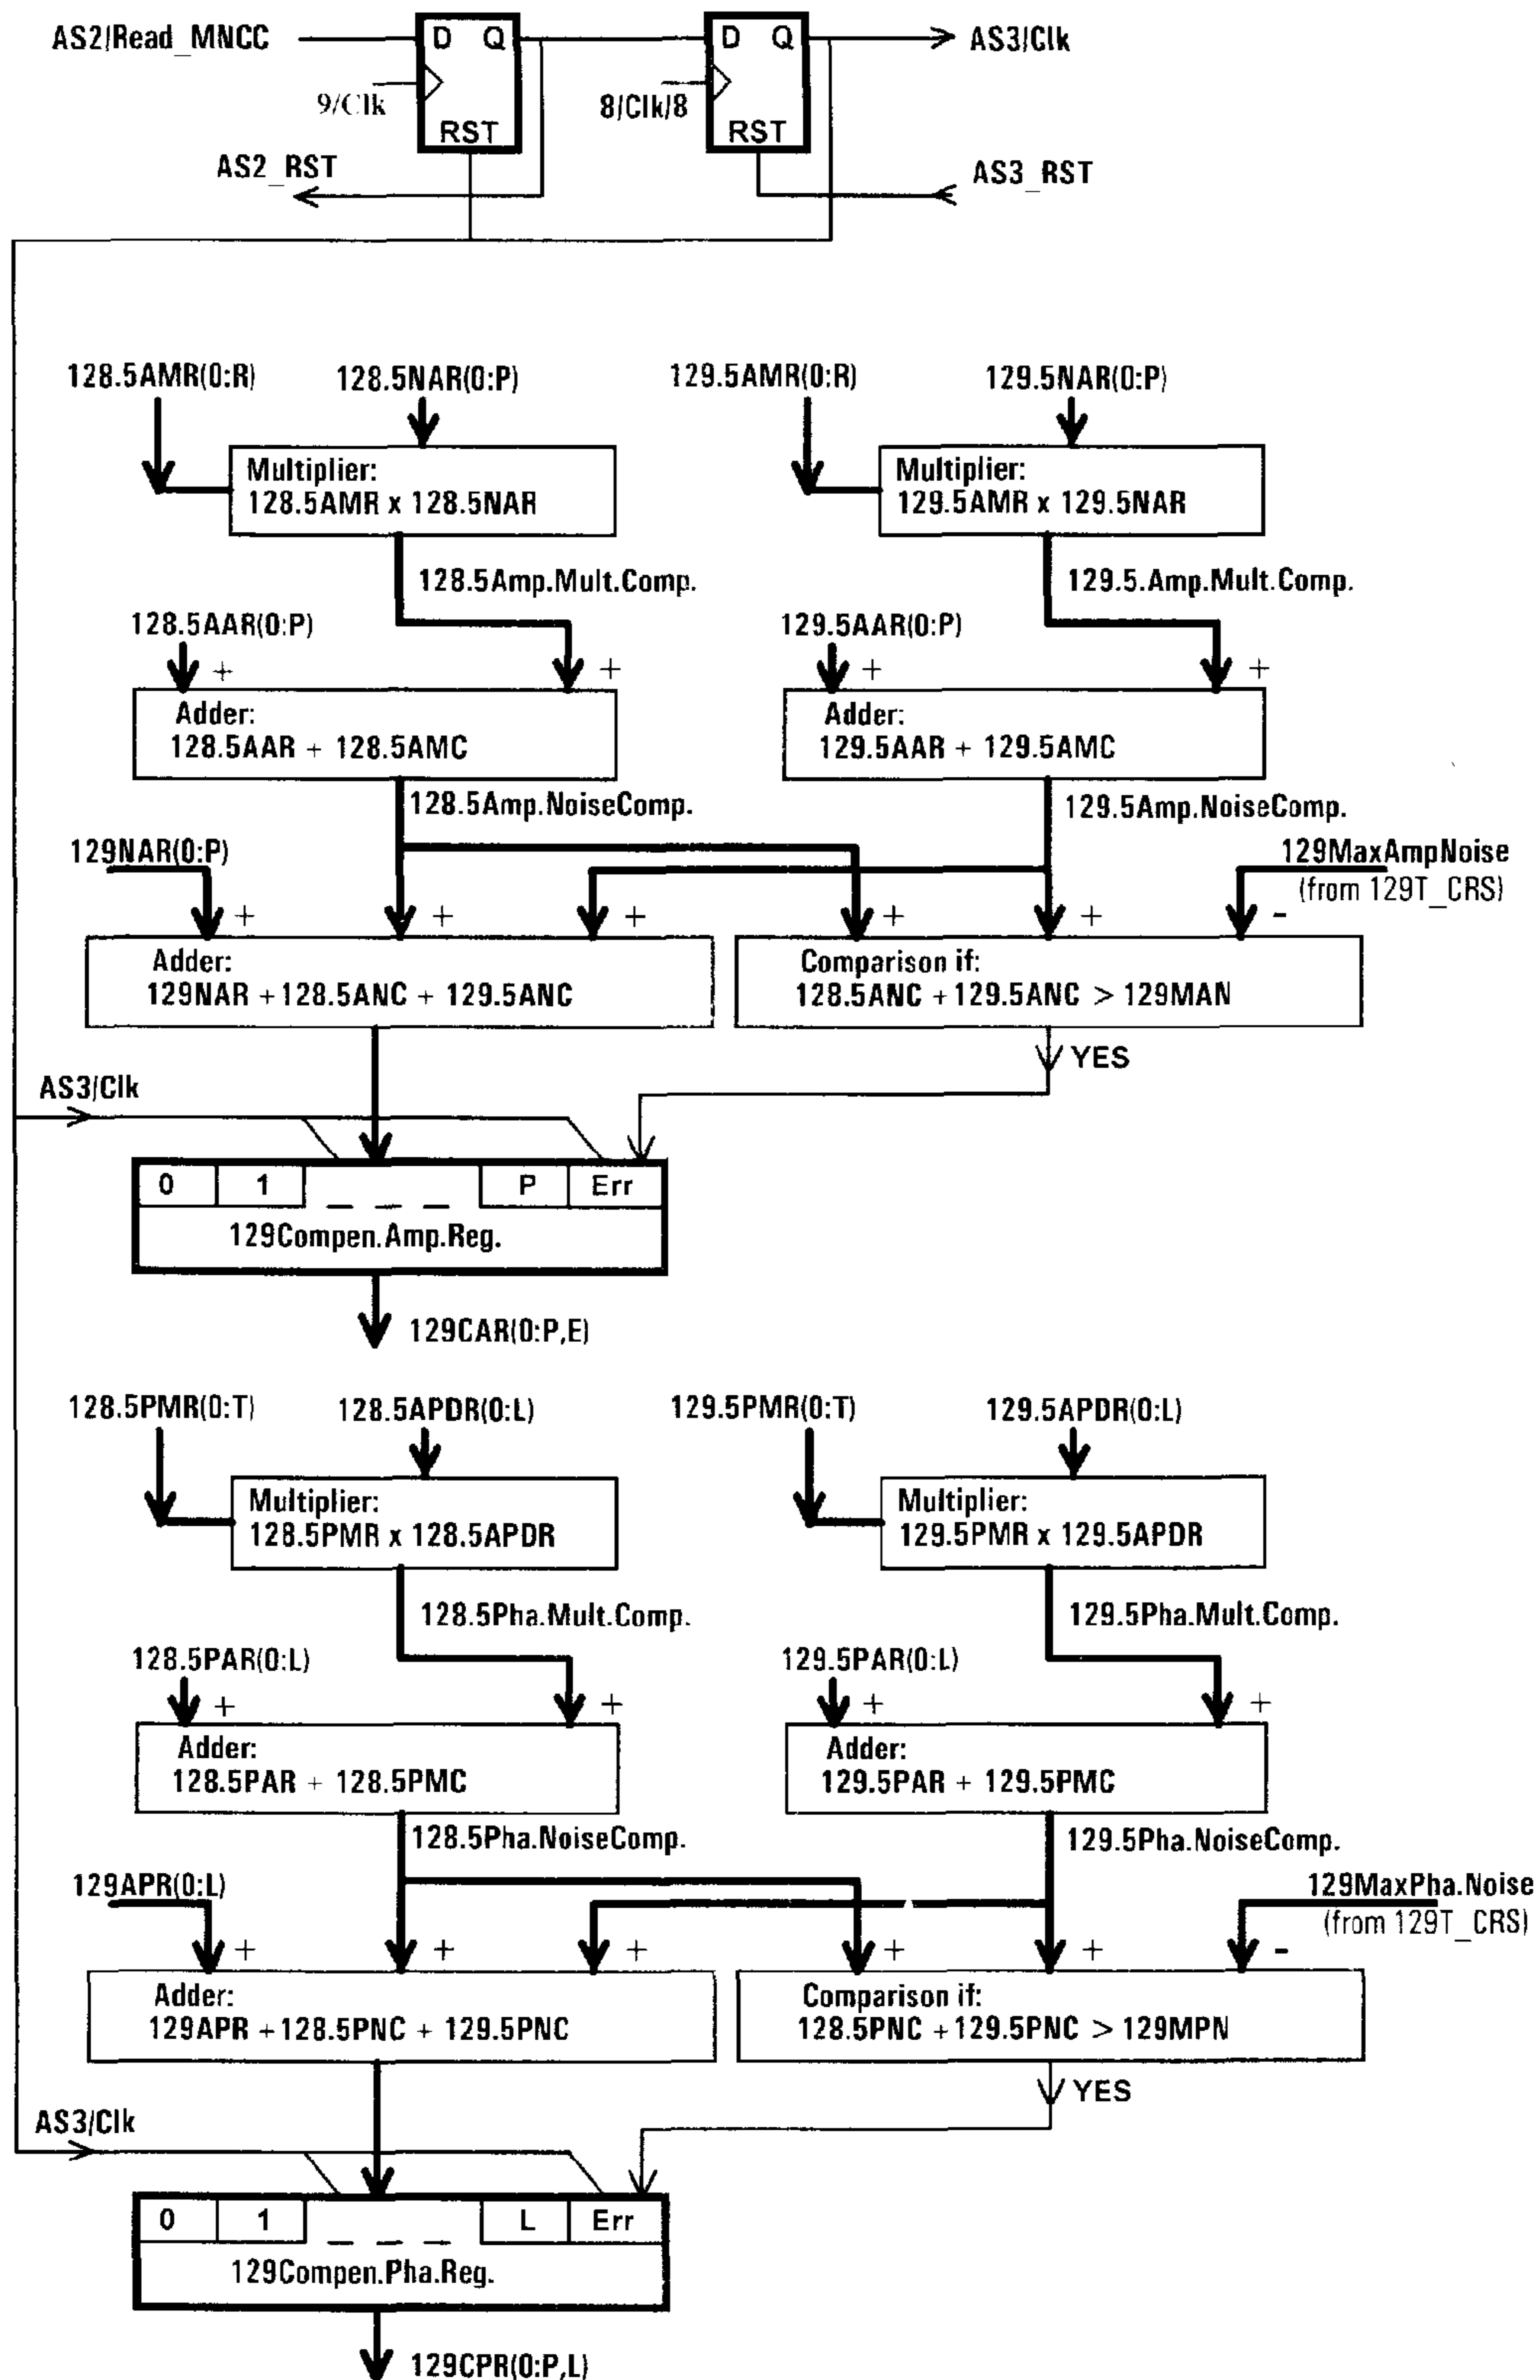 AS2/Read_MNCC
D Q
D Q
AS3/Clk
9/Clk
8/Clk/8
RST
RST
AS2_RST
AS3_RST
128.5AMR(0:R)
128.5NAR(0:P)
129.5AMR(0:R)
129.5NAR(0:P)
Multiplier:
128.5AMR x 128.5NAR
Multiplier:
129.5AMR x 129.5NAR
128.5Amp.Mult.Comp.
129.5.Amp.Mult.Comp.
128.5AAR(0:P)
129.5AAR(0:P)
+
+
+
+
Adder:
128.5AAR + 128.5AMC
Adder:
129.5AAR + 129.5AMC
128.5Amp.NoiseComp.
129.5Amp.NoiseComp.
129NAR(0:P)
129MaxAmpNoise
(from 129T_CRS)
+
+
+
+
+
-
Adder:
129NAR +128.5ANC + 129.5ANC
Comparison if:
128.5ANC +129.5ANC > 129MAN
YES
AS3/Clk
0 1 P Err
129Compen.Amp.Reg.
129CAR(0:P,E)
128.5PMR(0:T)
128.5APDR(0:L)
129.5PMR(0:T)
129.5APDR(0:L)
Multiplier:
128.5PMR x 128.5APDR
Multiplier:
129.5PMR x 129.5APDR
128.5Pha.Mult.Comp.
129.5Pha.Mult.Comp.
128.5PAR(0:L)
129.5PAR(0:L)
+
+
+
+
Adder:
128.5PAR + 128.5PMC
Adder:
129.5PAR + 129.5PMC
128.5Pha.NoiseComp.
129.5Pha.NoiseComp.
129APR(0:L)
129MaxPha.Noise
(from 129T_CRS)
+
+
+
+
+
-
Adder:
129APR +128.5PNC + 129.5PNC
Comparison if:
128.5PNC +129.5PNC > 129MPN
YES
AS3/Clk
0 1 L Err
129Compen.Pha.Reg.
129CPR(0:P,L)